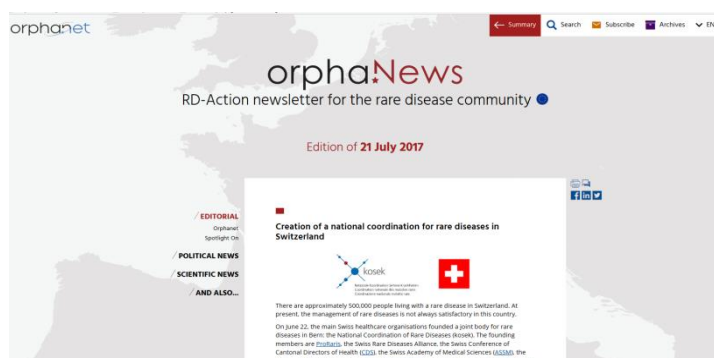 orphanet
Summary
Search
Subscribe
Archives
EN
orphaNews
RD-Action newsletter for the rare disease community
Edition of 21 July 2017
/ EDITORIAL
Orphanet
Spotlight On
/ POLITICAL NEWS
/ SCIENTIFIC NEWS
/ AND ALSO...
Creation of a national coordination for rare diseases in
Switzerland
kosek
There are approximately 500,000 people living with a rare disease in Switzerland. At
present, the management of rare diseases is not always satisfactory in this country.
On June 22, the main Swiss healthcare organisations founded a joint body for rare
diseases in Bern: the National Coordination of Rare Diseases (kosek). The founding
members are ProRaris, the Swiss Rare Diseases Alliance, the Swiss Conference of
Cantonal Directors of Health (CDS), the Swiss Academy of Medical Sciences (ASSM), the